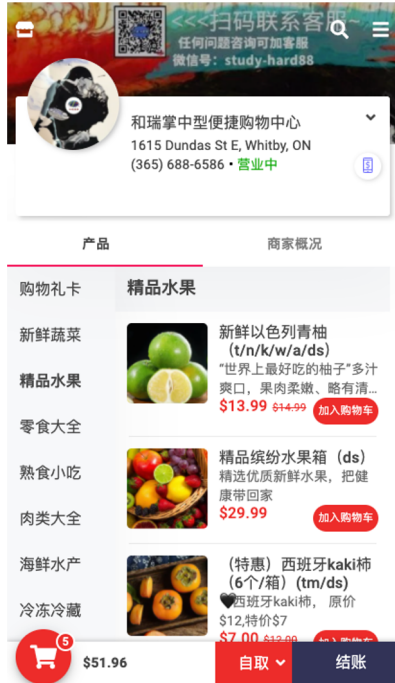 <<<扫码联系客服~
任何问题咨询可加客服
微信号：study-hard88
和瑞掌中型便捷购物中心
1615 Dundas St E, Whitby, ON
(365) 688-6586 • 营业中
产品
商家概况
购物礼卡
新鲜蔬菜
精品水果
零食大全
熟食小吃
肉类大全
海鲜水产
冷冻冷藏
精品水果
新鲜以色列青柚
（t/n/k/w/a/ds）
“世界上最好吃的柚子”多汁
爽口，果肉柔嫩、略有清...
$13.99 $14.99 加入购物车
精品缤纷水果箱（ds）
精选优质新鲜水果，把健
康带回家
$29.99 加入购物车
（特惠）西班牙kaki柿
（6个/箱）(tm/ds)
🖤西班牙kaki柿， 原价
$12,特价$7
$7.00 $12.00 加入购物车
5
$51.96
自取
结账